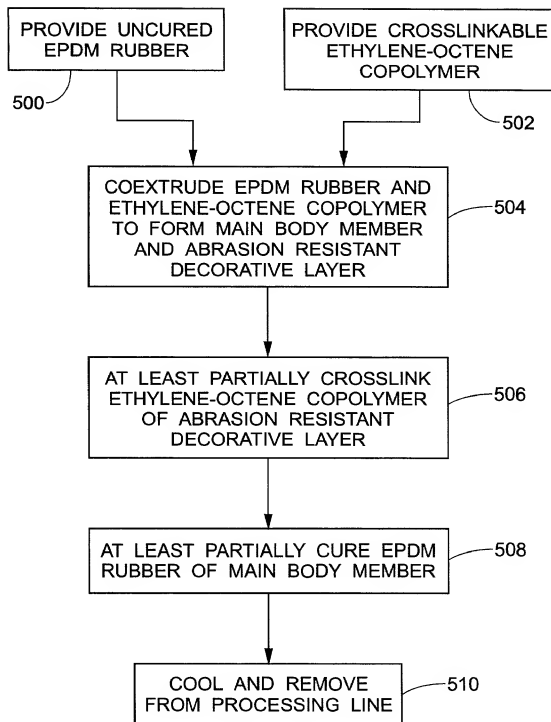 PROVIDE UNCURED
EPDM RUBBER
500
PROVIDE CROSSLINKABLE
ETHYLENE-OCTENE
COPOLYMER
502
COEXTRUDE EPDM RUBBER AND
ETHYLENE-OCTENE COPOLYMER
TO FORM MAIN BODY MEMBER
AND ABRASION RESISTANT
DECORATIVE LAYER
504
AT LEAST PARTIALLY CROSSLINK
ETHYLENE-OCTENE COPOLYMER
OF ABRASION RESISTANT
DECORATIVE LAYER
506
AT LEAST PARTIALLY CURE EPDM
RUBBER OF MAIN BODY MEMBER
508
COOL AND REMOVE
FROM PROCESSING LINE
510